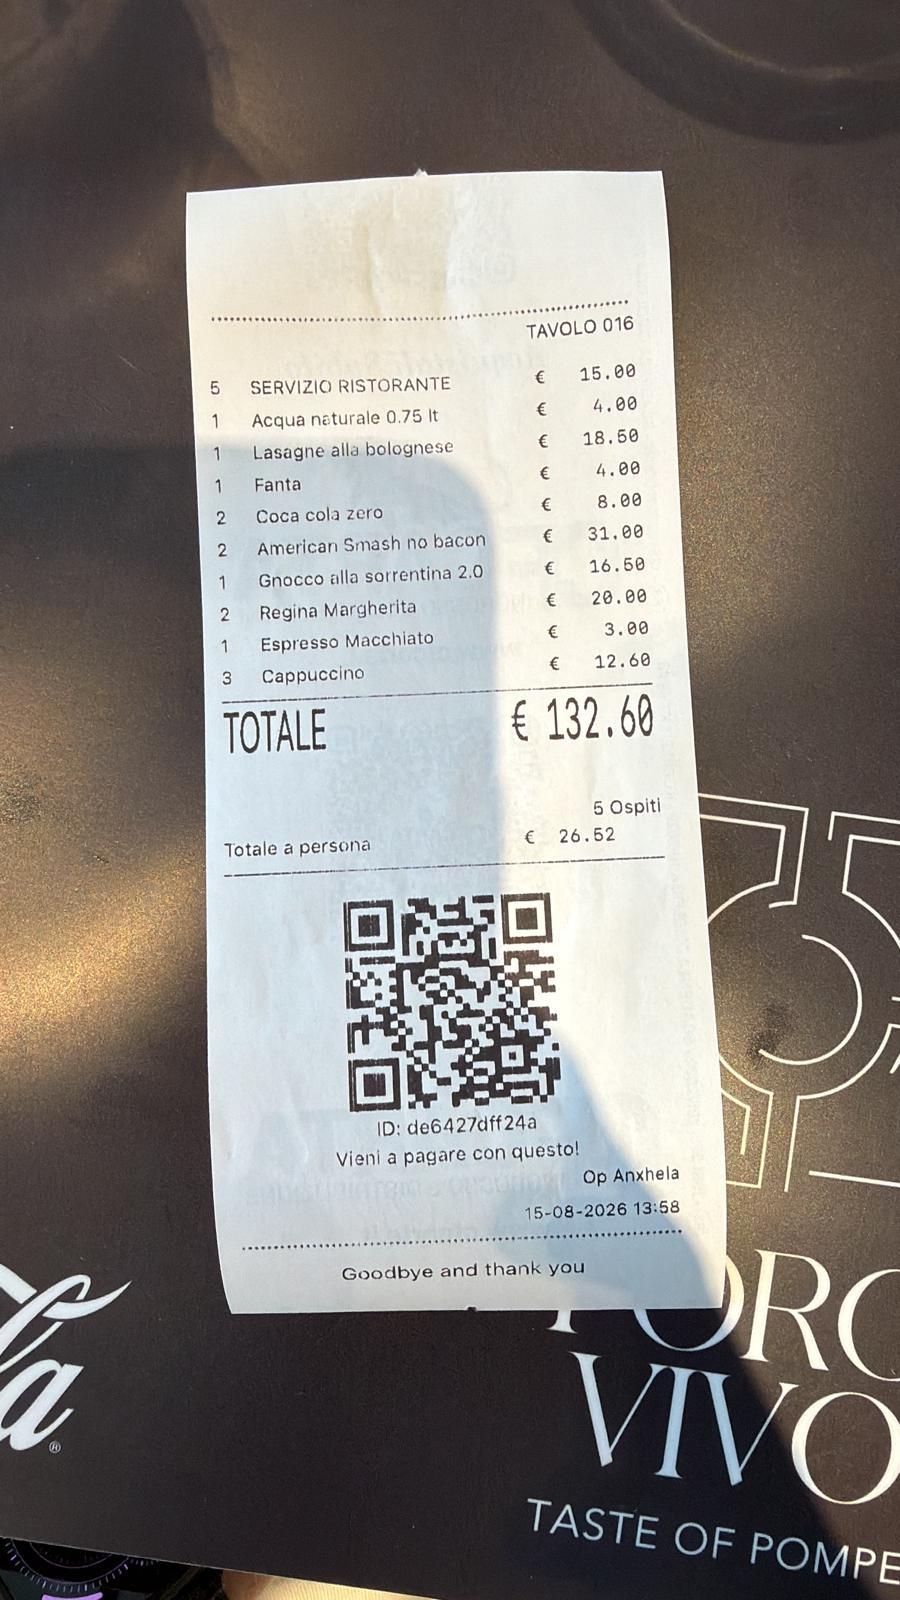 TAVOLO 016
5 SERVIZIO RISTORANTE € 15.00
1 Acqua naturale 0.75 lt € 4.00
1 Lasagne alla bolognese € 18.50
1 Fanta € 4.00
2 Coca cola zero € 8.00
2 American Smash no bacon € 31.00
1 Gnocco alla sorrentina 2.0 € 16.50
2 Regina Margherita € 20.00
1 Espresso Macchiato € 3.00
3 Cappuccino € 12.60
TOTALE € 132.60
5 Ospiti
Totale a persona € 26.52
ID: de6427dff24a
Vieni a pagare con questo!
Op Anxhela
15-08-2026 13:58
Goodbye and thank you
la®
VIVO
TASTE OF POMPE